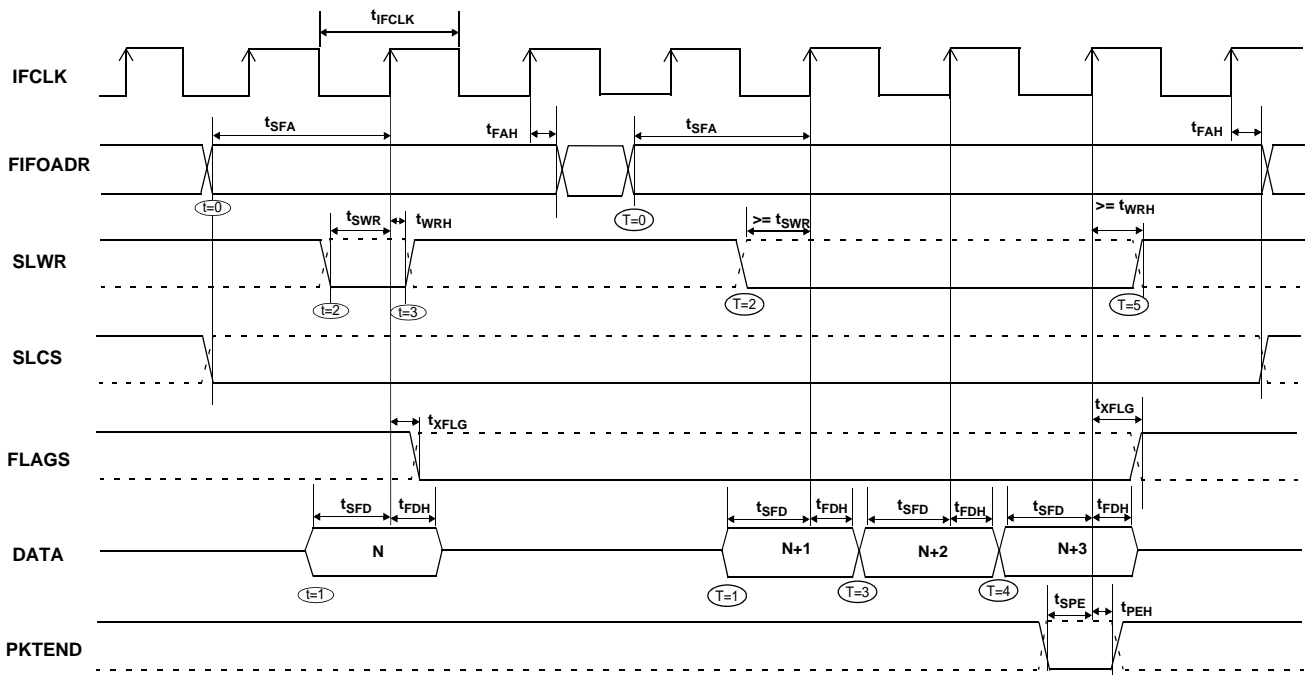 tIFCLK
IFCLK
tSFA
tFAH
tSFA
tFAH
FIFOADR
t=0
T=0
tSWR
tWRH
>= tSWR
>= tWRH
SLWR
t=2
t=3
T=2
T=5
SLCS
tXFLG
tXFLG
FLAGS
tSFD
tFDH
tSFD
tFDH
tSFD
tFDH
tSFD
tFDH
DATA
N
N+1
N+2
N+3
t=1
T=1
T=3
T=4
tSPE
tPEH
PKTEND